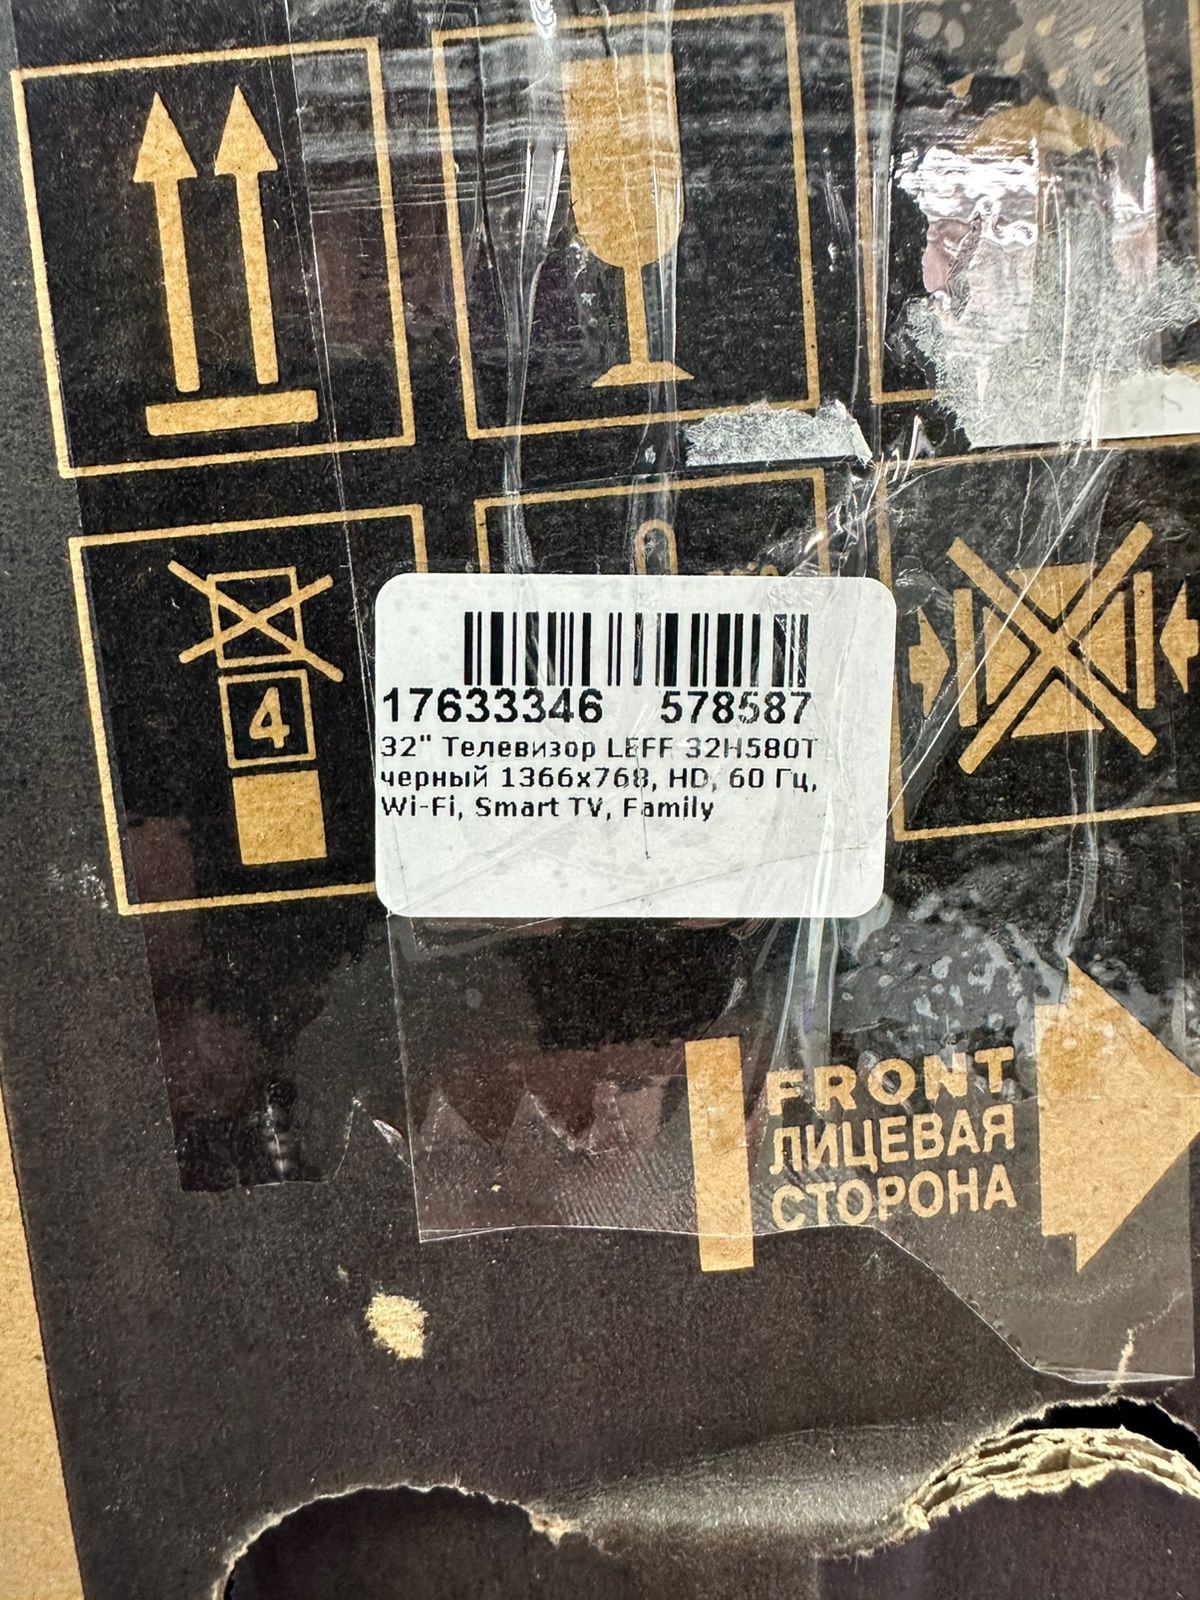 4
17633346 578587
32" Телевизор LEFF 32H580T
черный 1366x768, HD, 60 Гц,
Wi-Fi, Smart TV, Family
FRONT
ЛИЦЕВАЯ
СТОРОНА